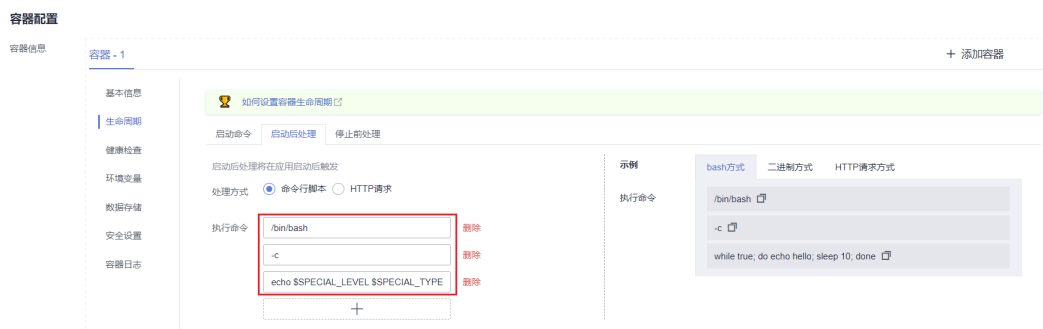 容器配置
容器信息
容器 - 1
+ 添加容器
基本信息
生命周期
健康检查
环境变量
数据存储
安全设置
容器日志
如何设置容器生命周期
启动命令 启动后处理 停止前处理
启动后处理将在应用启动后触发
处理方式 命令行脚本 HTTP请求
执行命令 /bin/bash 删除
-c 删除
echo $SPECIAL_LEVEL $SPECIAL_TYPE 删除
+
示例 bash方式 二进制方式 HTTP请求方式
执行命令 /bin/bash
-c
while true; do echo hello; sleep 10; done